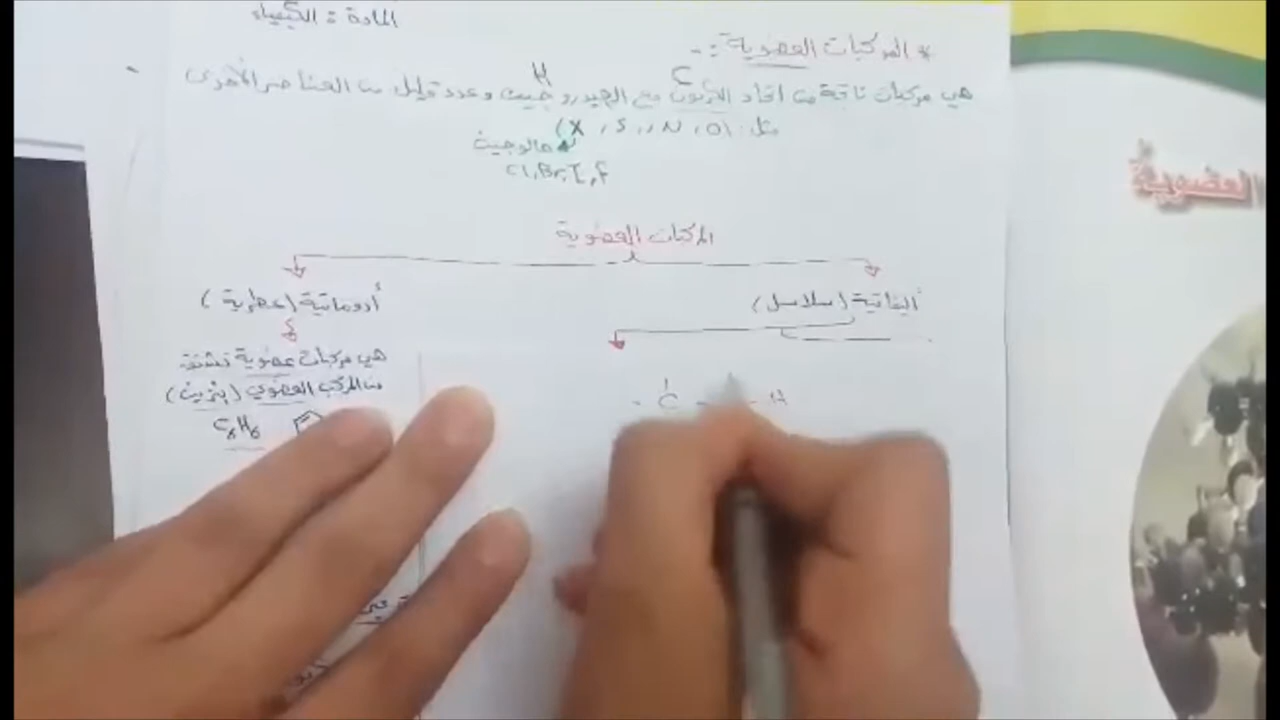 المادة : الكيمياء
* المركبات العضوية :-
C H
هي مركبات ناتجة من اتحاد الكربون مع الهيدروجين وعدد قليل من العناصر الأخرى
مثل : (O , N , S , X)
هالوجين
Cl, Br, I, F
العضوية
المركبات العضوية
أليفاتية (سلاسل)
أروماتية (عطرية)
هي مركبات عضوية تشتق
من المركب العضوي (بنزين)
C6H6
C H